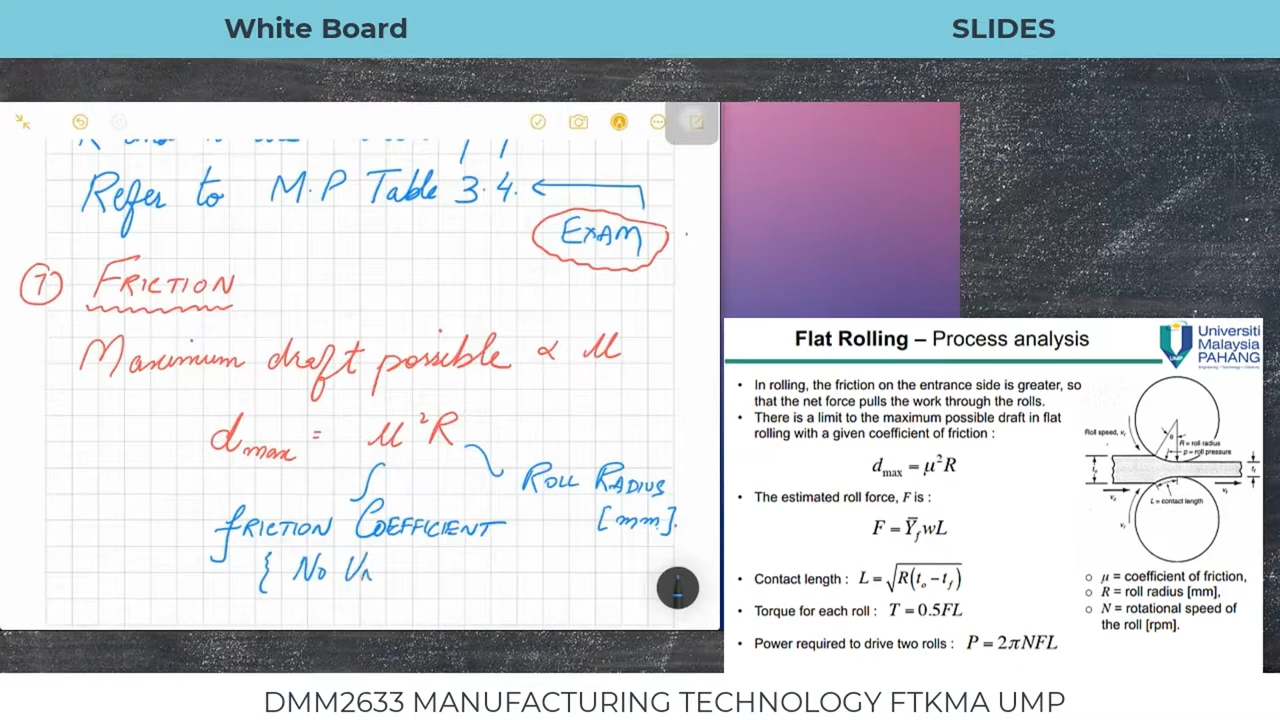 White Board
SLIDES
Refer to M.P Table 3.4.
EXAM
7 FRICTION
Maximum draft possible ∝ μ
dmax = μ²R
ROLL RADIUS
[mm].
FRICTION COEFFICIENT
{ No Un
Flat Rolling – Process analysis
Universiti
Malaysia
PAHANG
UMP
• In rolling, the friction on the entrance side is greater, so
that the net force pulls the work through the rolls.
• There is a limit to the maximum possible draft in flat
rolling with a given coefficient of friction :
dmax = μ²R
• The estimated roll force, F is :
F = Ȳf wL
• Contact length : L = √R(to − tf)
• Torque for each roll : T = 0.5FL
• Power required to drive two rolls : P = 2πNFL
Roll speed, vr
θ
R = roll radius
p = roll pressure
to
tf
vo
vf
L = contact length
vr
○ μ = coefficient of friction,
○ R = roll radius [mm],
○ N = rotational speed of
the roll [rpm].
DMM2633 MANUFACTURING TECHNOLOGY FTKMA UMP